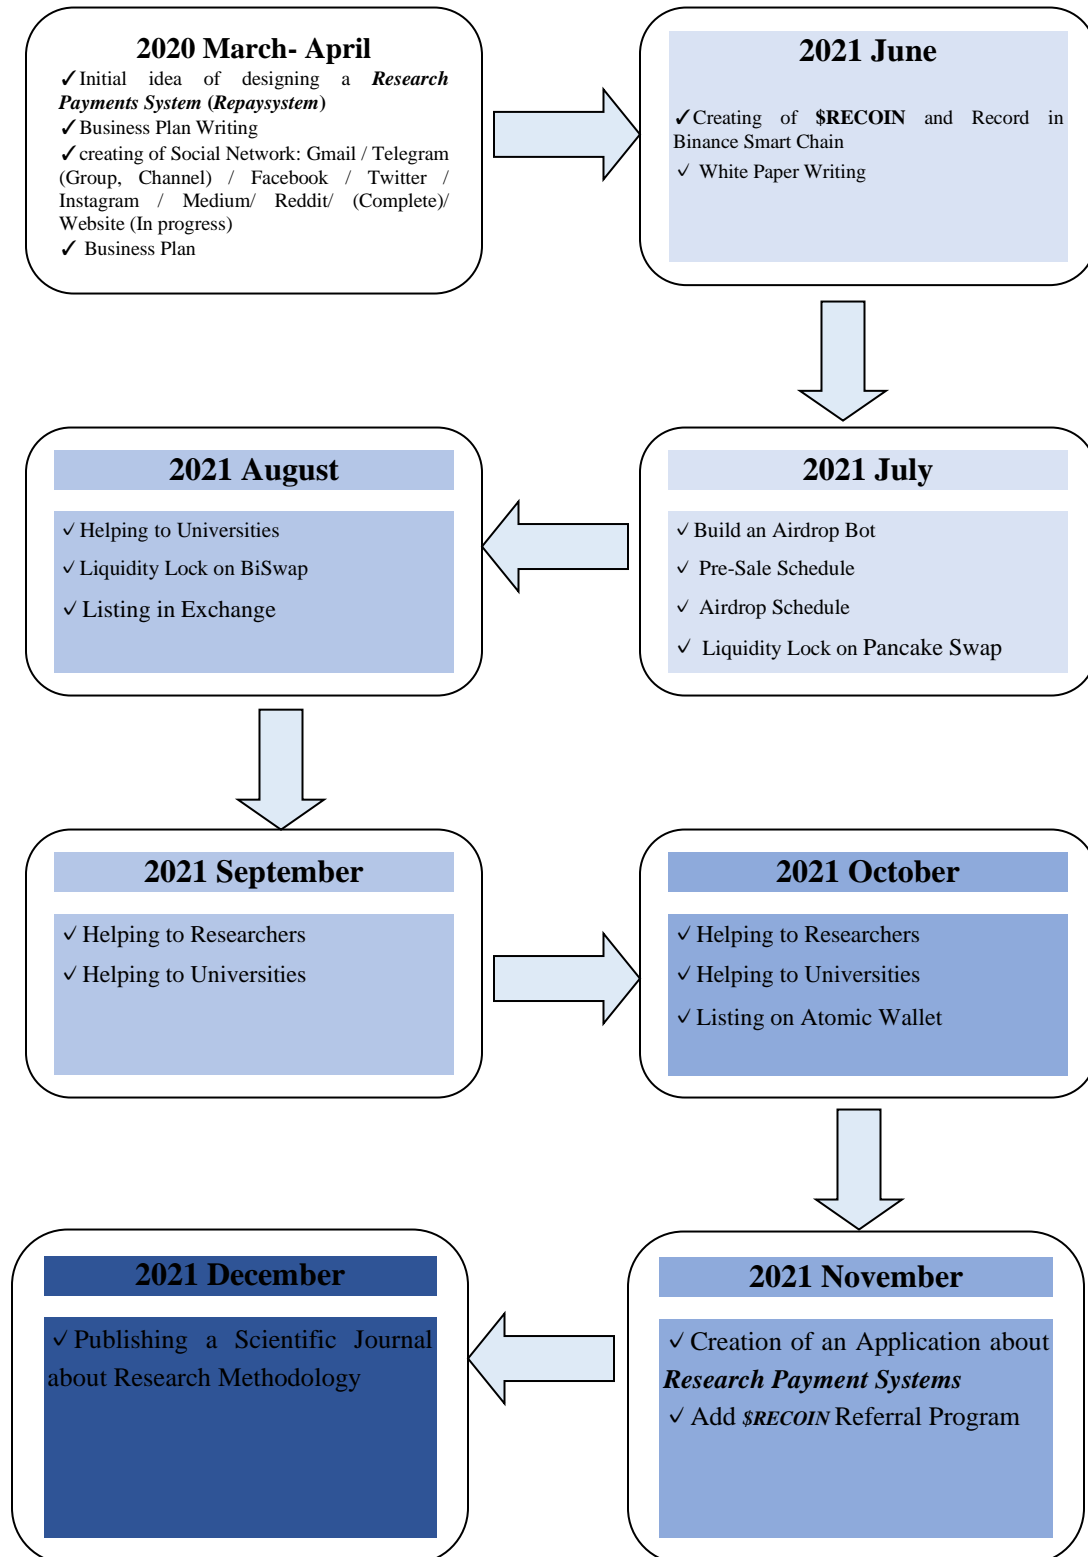 2020 March- April
✓Initial idea of designing a Research
Payments System (Repaysystem)
✓Business Plan Writing
✓creating of Social Network: Gmail / Telegram
(Group, Channel) / Facebook / Twitter /
Instagram / Medium/ Reddit/ (Complete)/
Website (In progress)
✓ Business Plan
2021 June
✓Creating of $RECOIN and Record in
Binance Smart Chain
✓ White Paper Writing
2021 July
✓Build an Airdrop Bot
✓ Pre-Sale Schedule
✓ Airdrop Schedule
✓ Liquidity Lock on Pancake Swap
2021 August
✓Helping to Universities
✓Liquidity Lock on BiSwap
✓Listing in Exchange
2021 September
✓Helping to Researchers
✓Helping to Universities
2021 October
✓Helping to Researchers
✓Helping to Universities
✓Listing on Atomic Wallet
2021 November
✓ Creation of an Application about
Research Payment Systems
✓ Add $RECOIN Referral Program
2021 December
✓Publishing a Scientific Journal
about Research Methodology